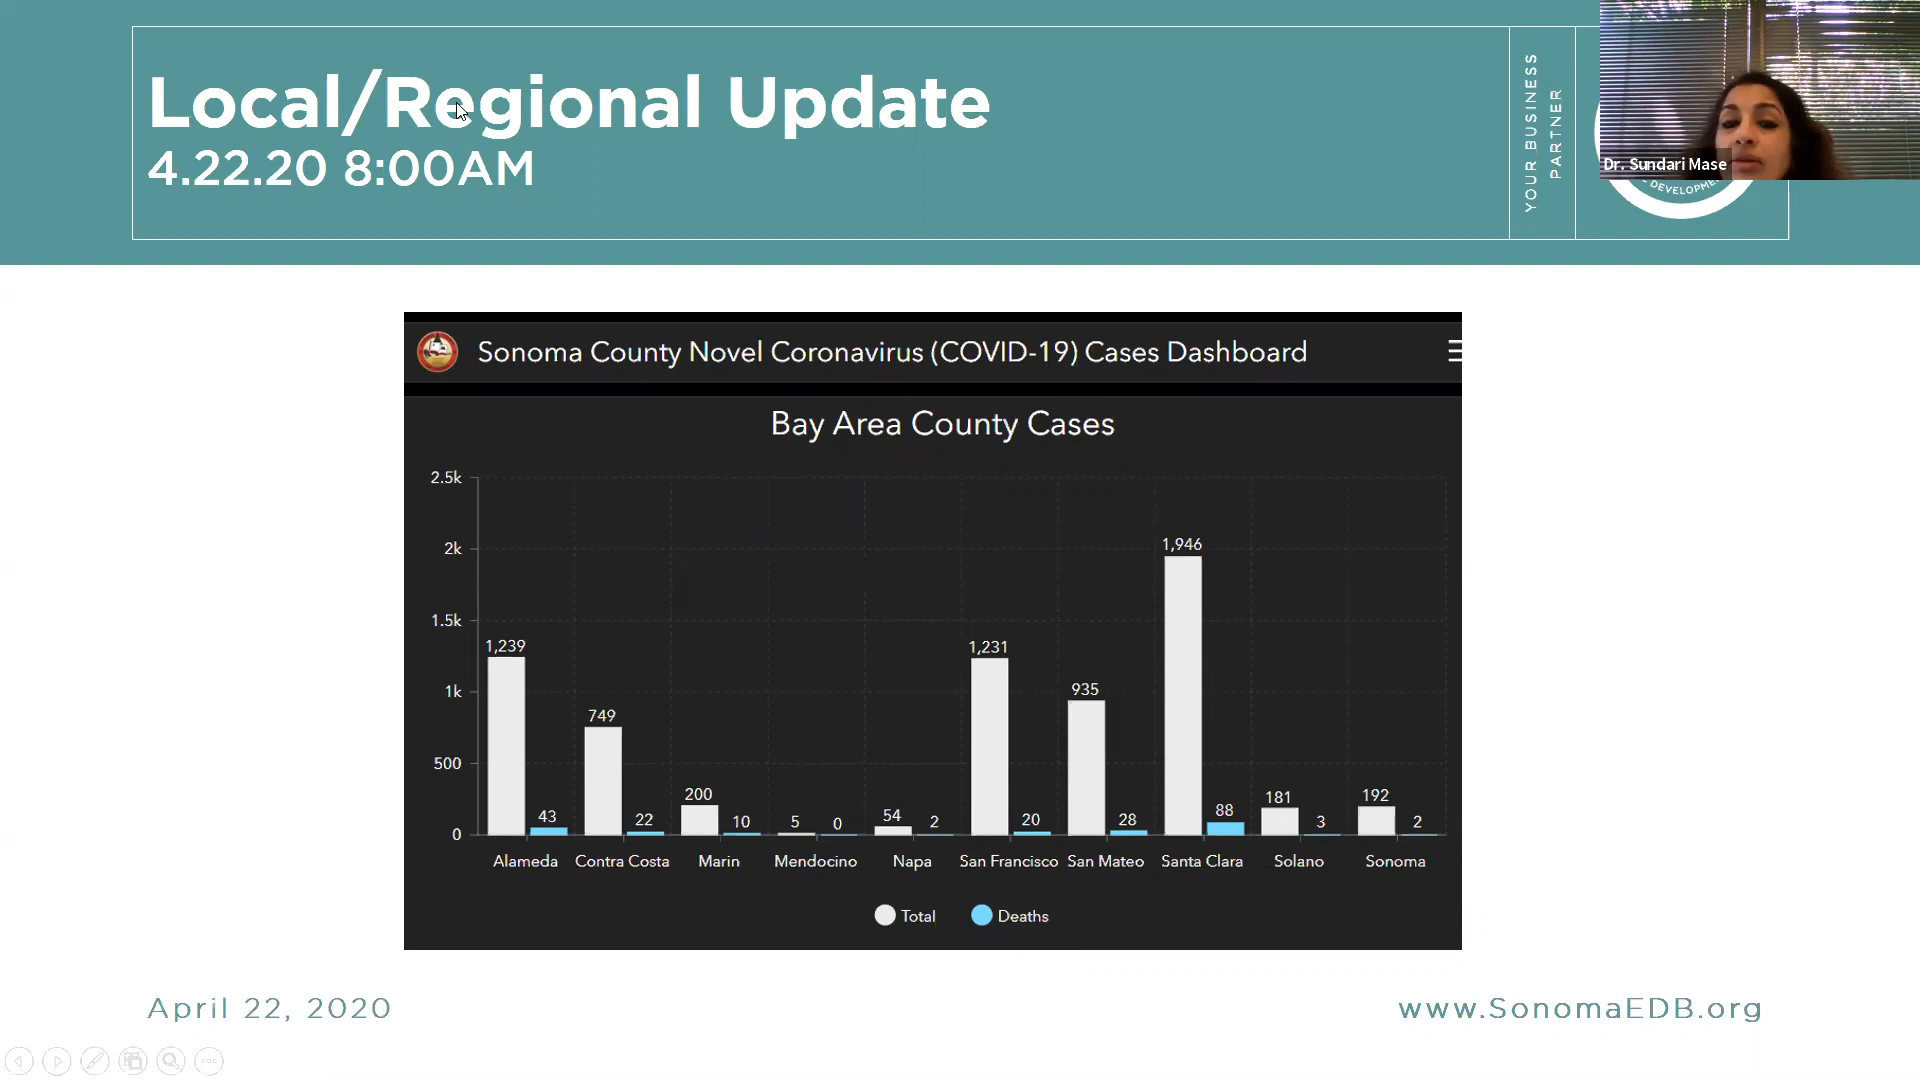 Local/Regional Update
4.22.20 8:00AM
YOUR BUSINESS
PARTNER
Dr. Sundari Mase
Sonoma County Novel Coronavirus (COVID-19) Cases Dashboard
Bay Area County Cases
2.5k
2k
1.5k
1k
500
0
1,239
43
749
22
200
10
5
0
54
2
1,231
20
935
28
1,946
88
181
3
192
2
Alameda
Contra Costa
Marin
Mendocino
Napa
San Francisco
San Mateo
Santa Clara
Solano
Sonoma
Total
Deaths
April 22, 2020
www.SonomaEDB.org